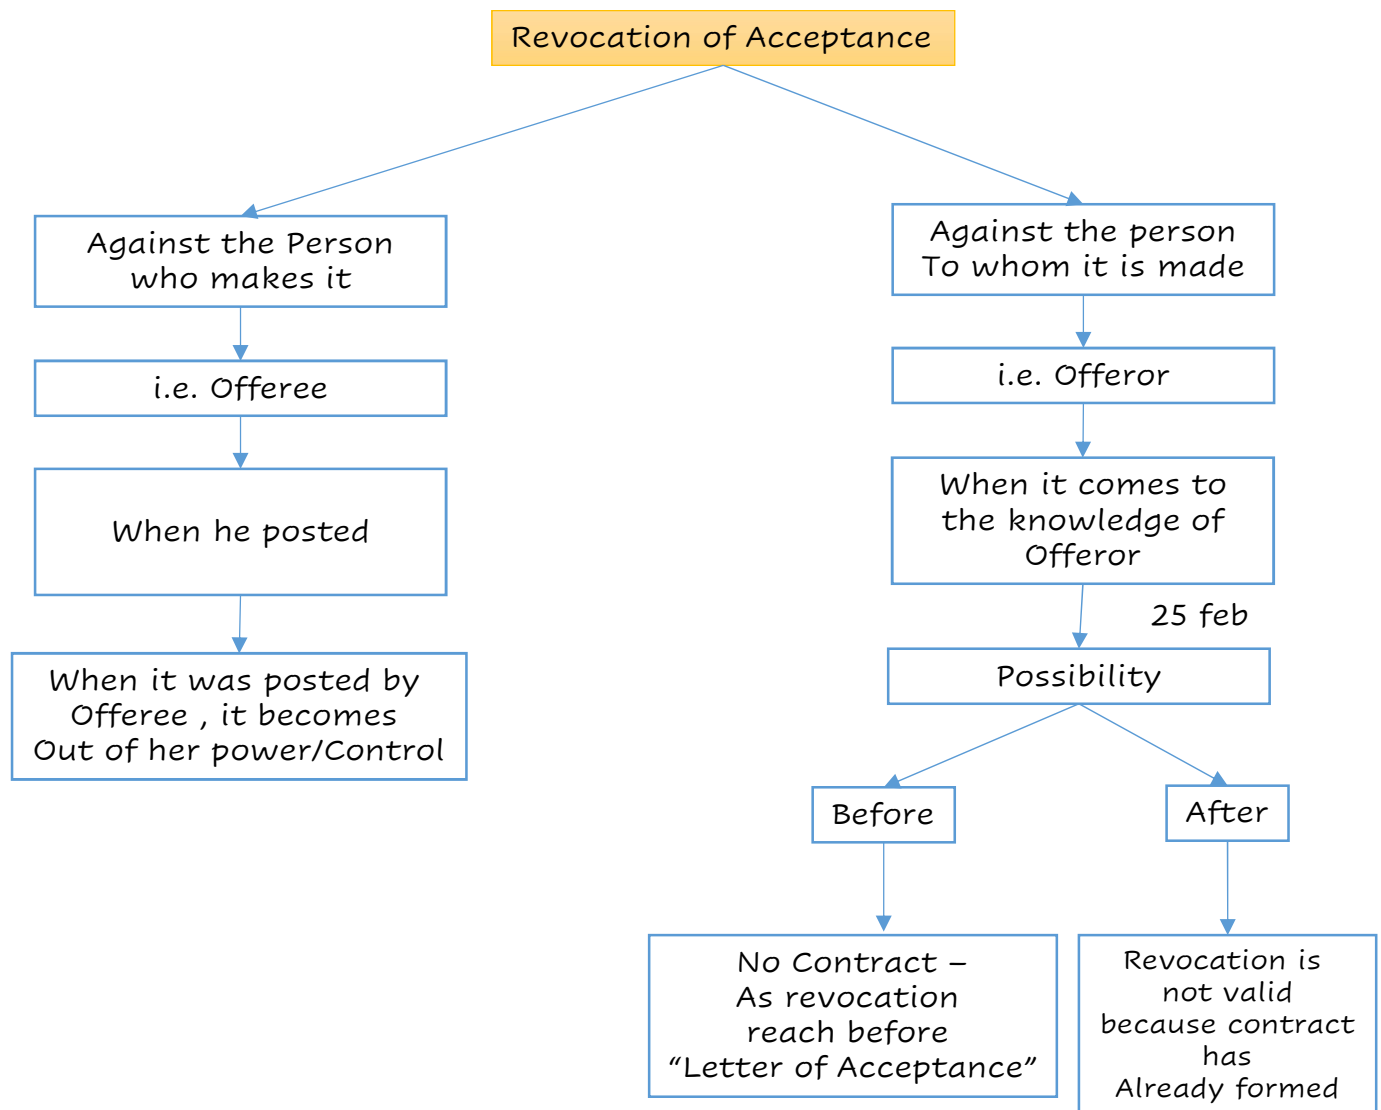 Revocation of Acceptance
Against the Person
who makes it
i.e. Offeree
When he posted
When it was posted by
Offeree , it becomes
Out of her power/Control
Against the person
To whom it is made
i.e. Offeror
When it comes to
the knowledge of
Offeror
25 feb
Possibility
Before
No Contract –
As revocation
reach before
“Letter of Acceptance”
After
Revocation is
not valid
because contract
has
Already formed